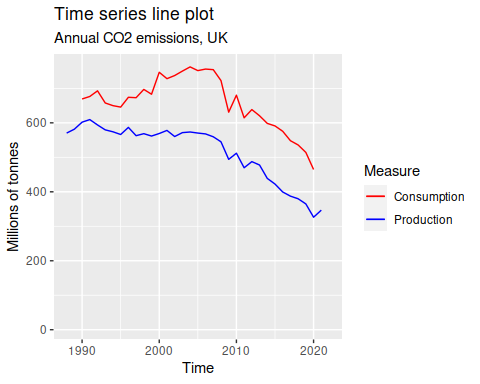 Time series line plot
Annual CO2 emissions, UK
Millions of tonnes
600
400
200
0
1990 2000 2010 2020
Time
Measure
Consumption
Production